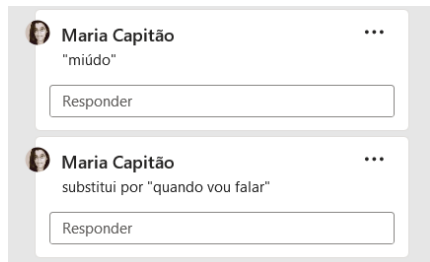 Maria Capitão
"miúdo"
Responder
Maria Capitão
substitui por "quando vou falar"
Responder